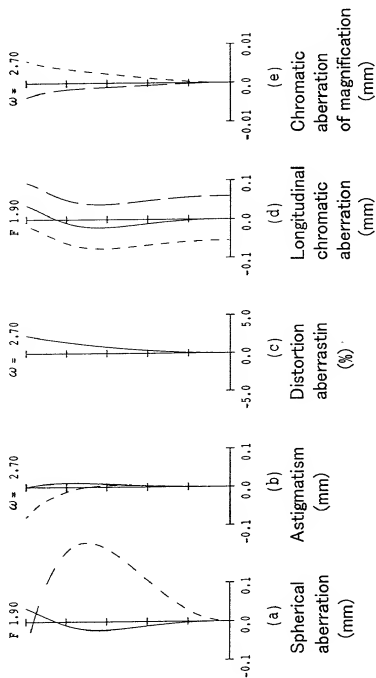 F 1.90
-0.1 0.0 0.1
(a)
Spherical
aberration
(mm)
ω = 2.70
-0.1 0.0 0.1
(b)
Astigmatism
(mm)
ω = 2.70
-5.0 0.0 5.0
(c)
Distortion
aberrastin
(%)
F 1.90
-0.1 0.0 0.1
(d)
Longitudinal
chromatic
aberration
(mm)
ω = 2.70
-0.01 0.0 0.01
(e)
Chromatic
aberration
of magnification
(mm)